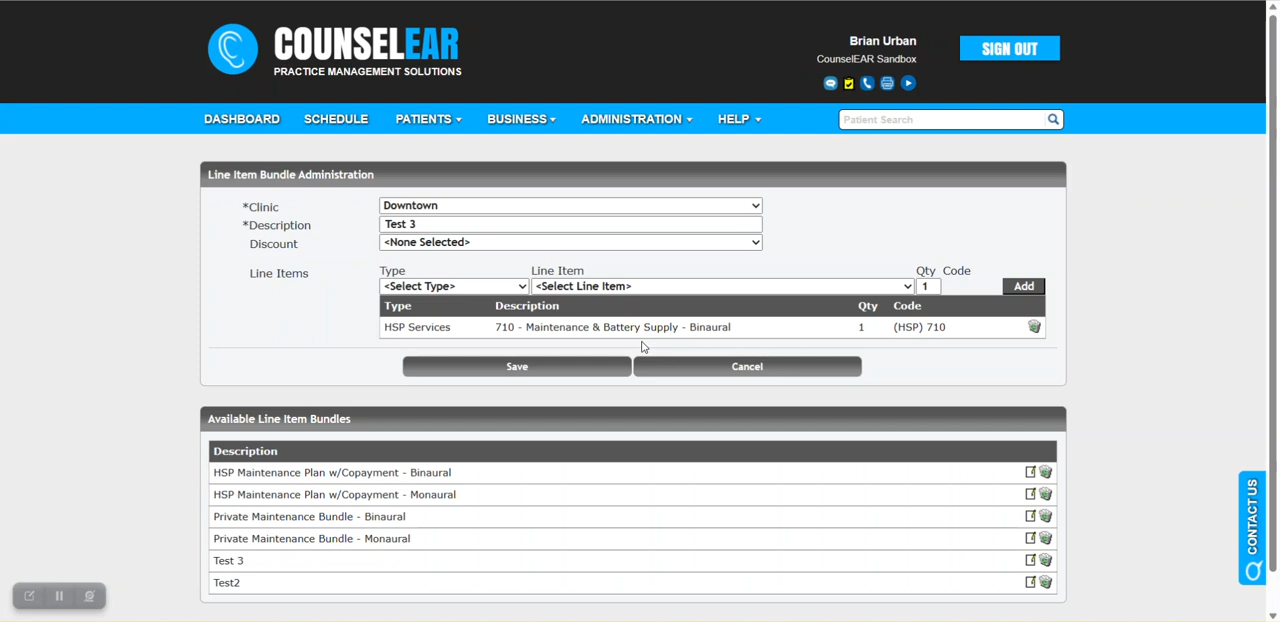 COUNSELEAR
PRACTICE MANAGEMENT SOLUTIONS
Brian Urban
CounselEAR Sandbox
SIGN OUT
DASHBOARD SCHEDULE PATIENTS BUSINESS ADMINISTRATION HELP Patient Search
Line Item Bundle Administration
*Clinic Downtown
*Description Test 3
Discount <None Selected>
Line Items Type Line Item Qty Code
<Select Type> <Select Line Item> 1 Add
Type Description Qty Code
HSP Services 710 - Maintenance & Battery Supply - Binaural 1 (HSP) 710
Save Cancel
Available Line Item Bundles
Description
HSP Maintenance Plan w/Copayment - Binaural
HSP Maintenance Plan w/Copayment - Monaural
Private Maintenance Bundle - Binaural
Private Maintenance Bundle - Monaural
Test 3
Test2
CONTACT US